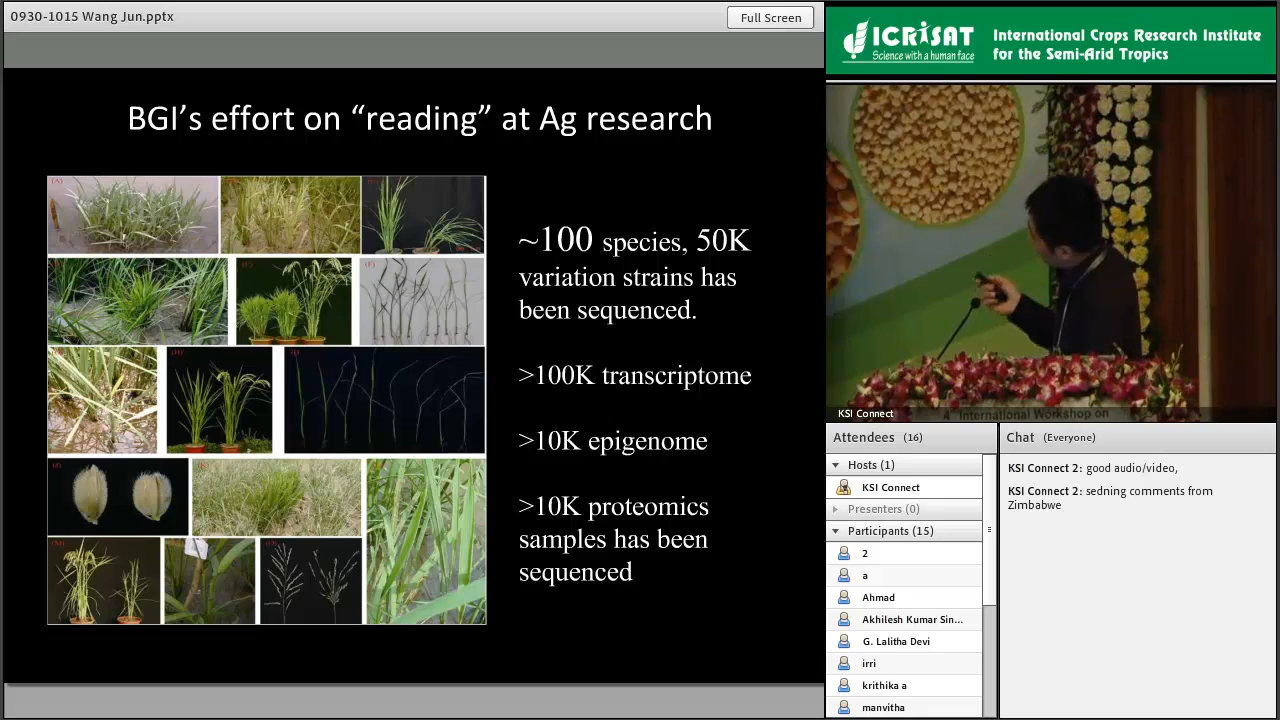 0930-1015 Wang Jun.pptx
Full Screen
BGI’s effort on “reading” at Ag research
~100 species, 50K
variation strains has
been sequenced.
>100K transcriptome
>10K epigenome
>10K proteomics
samples has been
sequenced
ICRISAT
Science with a human face
International Crops Research Institute
for the Semi-Arid Tropics
4th International Workshop on
KSI Connect
Attendees (16)
Hosts (1)
KSI Connect
Presenters (0)
Participants (15)
2
a
Ahmad
Akhilesh Kumar Sin...
G. Lalitha Devi
irri
krithika a
manvitha
Chat (Everyone)
KSI Connect 2: good audio/video,
KSI Connect 2: sedning comments from
Zimbabwe